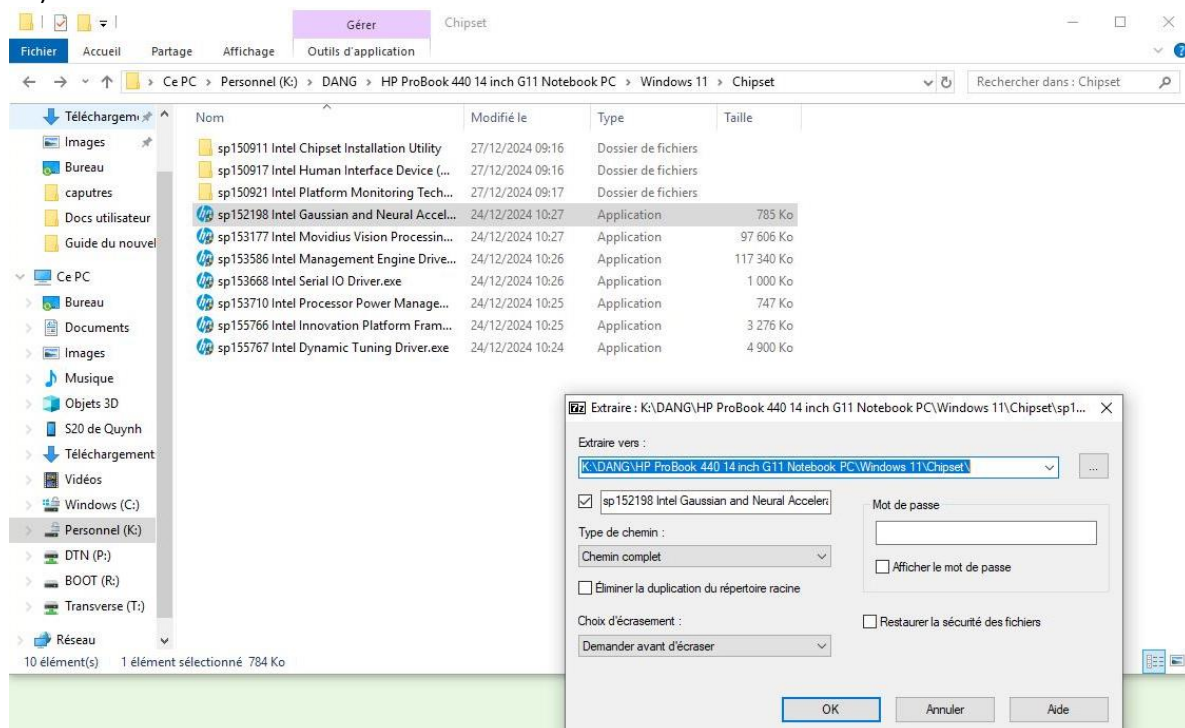 Gérer
Chipset
Fichier Accueil Partage Affichage Outils d'application
Ce PC > Personnel (K:) > DANG > HP ProBook 440 14 inch G11 Notebook PC > Windows 11 > Chipset
Rechercher dans : Chipset
Téléchargem
Images
Bureau
caputres
Docs utilisateur
Guide du nouvel
Ce PC
Bureau
Documents
Images
Musique
Objets 3D
S20 de Quynh
Téléchargement
Vidéos
Windows (C:)
Personnel (K:)
DTN (P:)
BOOT (R:)
Transverse (T:)
Réseau
Nom Modifié le Type Taille
sp150911 Intel Chipset Installation Utility 27/12/2024 09:16 Dossier de fichiers
sp150917 Intel Human Interface Device (... 27/12/2024 09:16 Dossier de fichiers
sp150921 Intel Platform Monitoring Tech... 27/12/2024 09:17 Dossier de fichiers
sp152198 Intel Gaussian and Neural Accel... 24/12/2024 10:27 Application 785 Ko
sp153177 Intel Movidius Vision Processin... 24/12/2024 10:27 Application 97 606 Ko
sp153586 Intel Management Engine Drive... 24/12/2024 10:26 Application 117 340 Ko
sp153668 Intel Serial IO Driver.exe 24/12/2024 10:26 Application 1 000 Ko
sp153710 Intel Processor Power Manage... 24/12/2024 10:25 Application 747 Ko
sp155766 Intel Innovation Platform Fram... 24/12/2024 10:25 Application 3 276 Ko
sp155767 Intel Dynamic Tuning Driver.exe 24/12/2024 10:24 Application 4 900 Ko
10 élément(s) 1 élément sélectionné 784 Ko
7z Extraire : K:\DANG\HP ProBook 440 14 inch G11 Notebook PC\Windows 11\Chipset\sp1...
Extraire vers :
K:\DANG\HP ProBook 440 14 inch G11 Notebook PC\Windows 11\Chipset\
...
sp152198 Intel Gaussian and Neural Accelera
Mot de passe
Type de chemin :
Chemin complet
Afficher le mot de passe
Éliminer la duplication du répertoire racine
Choix d'écrasement :
Restaurer la sécurité des fichiers
Demander avant d'écraser
OK Annuler Aide